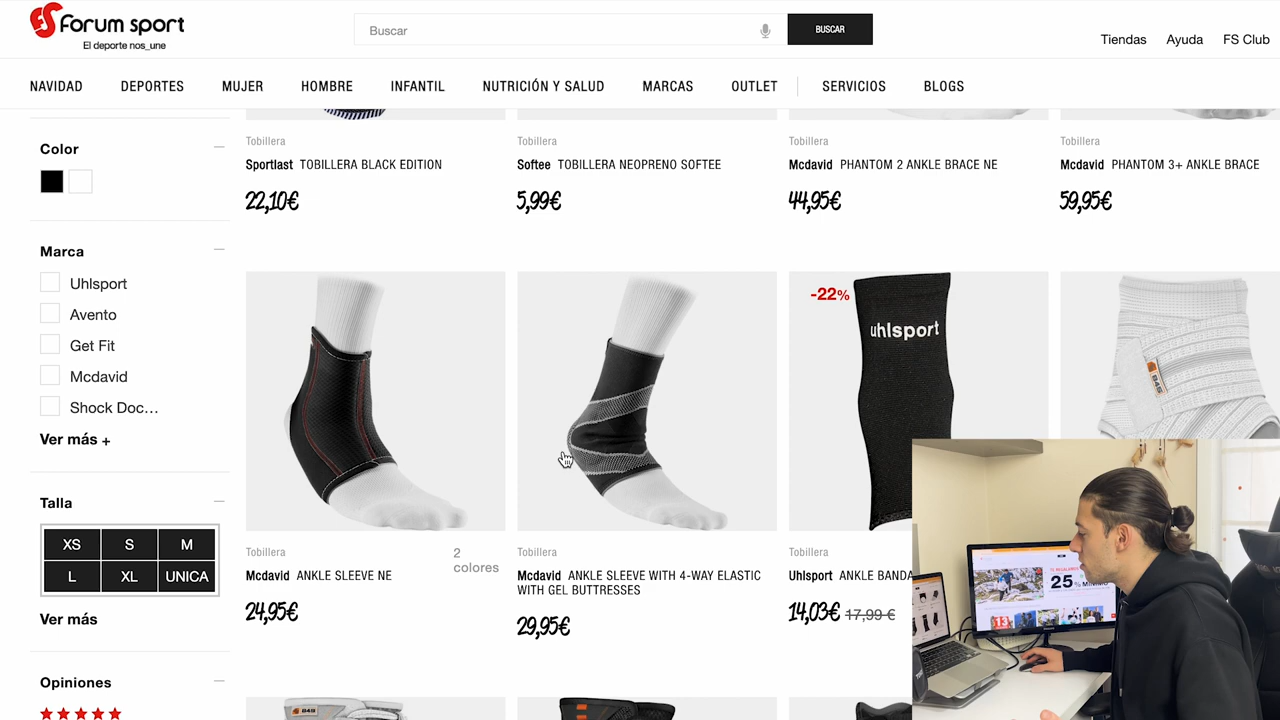 forum sport
El deporte nos_une
Buscar
BUSCAR
Tiendas
Ayuda
FS Club
NAVIDAD
DEPORTES
MUJER
HOMBRE
INFANTIL
NUTRICIÓN Y SALUD
MARCAS
OUTLET
SERVICIOS
BLOGS
Color
Marca
Uhlsport
Avento
Get Fit
Mcdavid
Shock Doc...
Ver más +
Talla
XS
S
M
L
XL
UNICA
Ver más
Opiniones
Tobillera
Sportlast TOBILLERA BLACK EDITION
22,10€
Tobillera
Softee TOBILLERA NEOPRENO SOFTEE
5,99€
Tobillera
Mcdavid PHANTOM 2 ANKLE BRACE NE
44,95€
Tobillera
Mcdavid PHANTOM 3+ ANKLE BRACE
59,95€
Tobillera
2 colores
Mcdavid ANKLE SLEEVE NE
24,95€
Tobillera
Mcdavid ANKLE SLEEVE WITH 4-WAY ELASTIC
WITH GEL BUTTRESSES
29,95€
-22%
uhlsport
Tobillera
Uhlsport ANKLE BANDA
14,03€ 17,99 €
B4S
B4S
25%